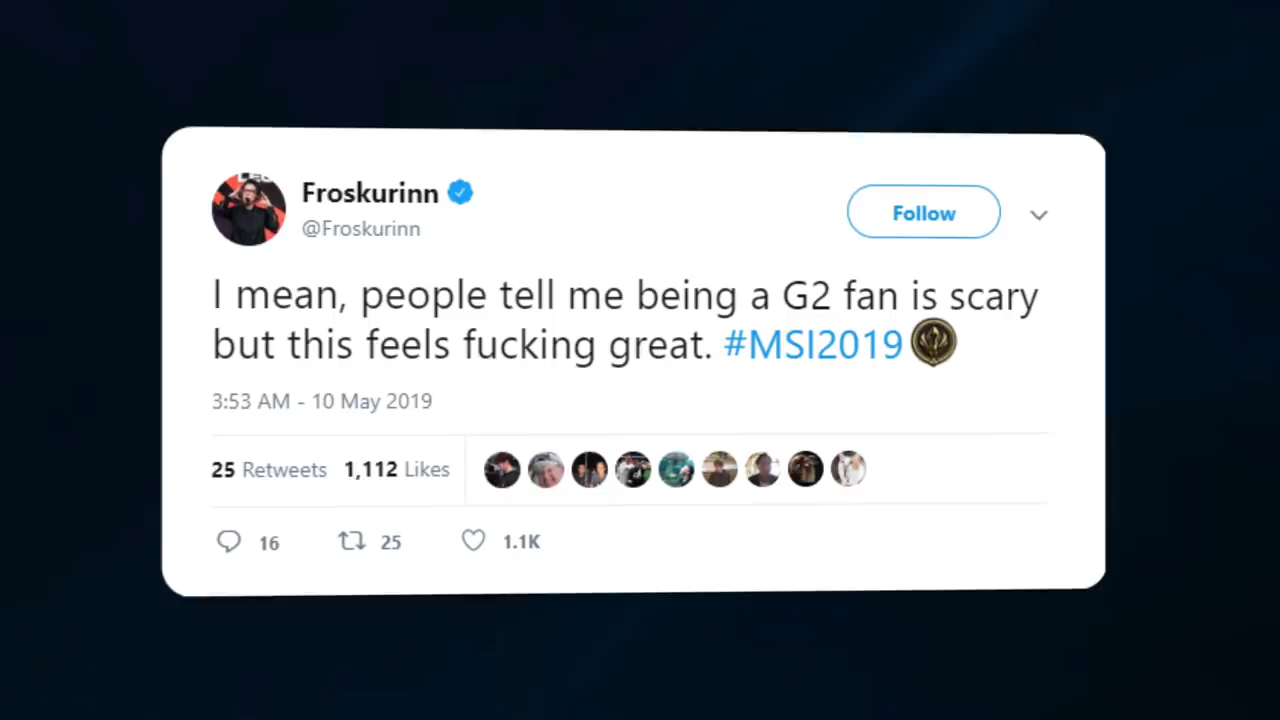 Froskurinn
@Froskurinn
Follow
I mean, people tell me being a G2 fan is scary
but this feels fucking great. #MSI2019
3:53 AM - 10 May 2019
25 Retweets 1,112 Likes
16 25 1.1K